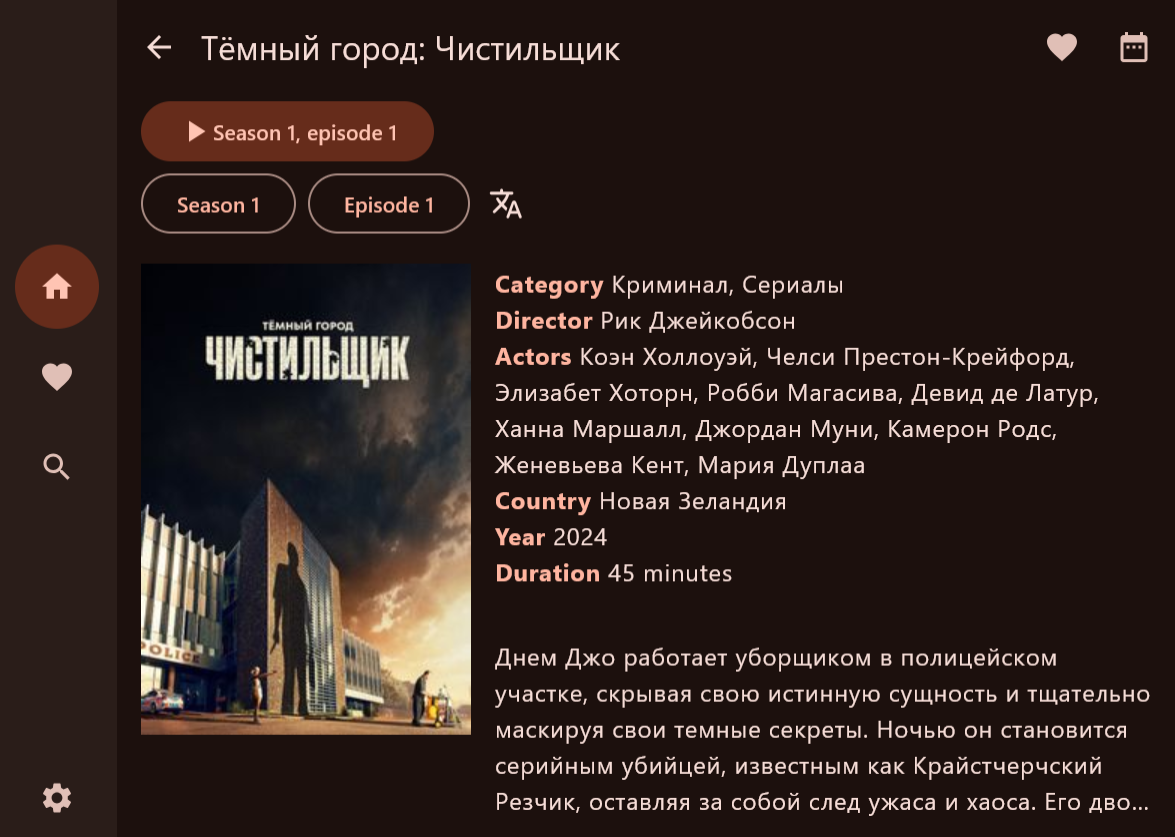 Тёмный город: Чистильщик
Season 1, episode 1
Season 1
Episode 1
ТЁМНЫЙ ГОРОД
ЧИСТИЛЬЩИК
POLICE
Category Криминал, Сериалы
Director Рик Джейкобсон
Actors Коэн Холлоуэй, Челси Престон-Крейфорд,
Элизабет Хоторн, Робби Магасива, Девид де Латур,
Ханна Маршалл, Джордан Муни, Камерон Родс,
Женевьева Кент, Мария Дуплаа
Country Новая Зеландия
Year 2024
Duration 45 minutes
Днем Джо работает уборщиком в полицейском
участке, скрывая свою истинную сущность и тщательно
маскируя свои темные секреты. Ночью он становится
серийным убийцей, известным как Крайстчерчский
Резчик, оставляя за собой след ужаса и хаоса. Его дво...